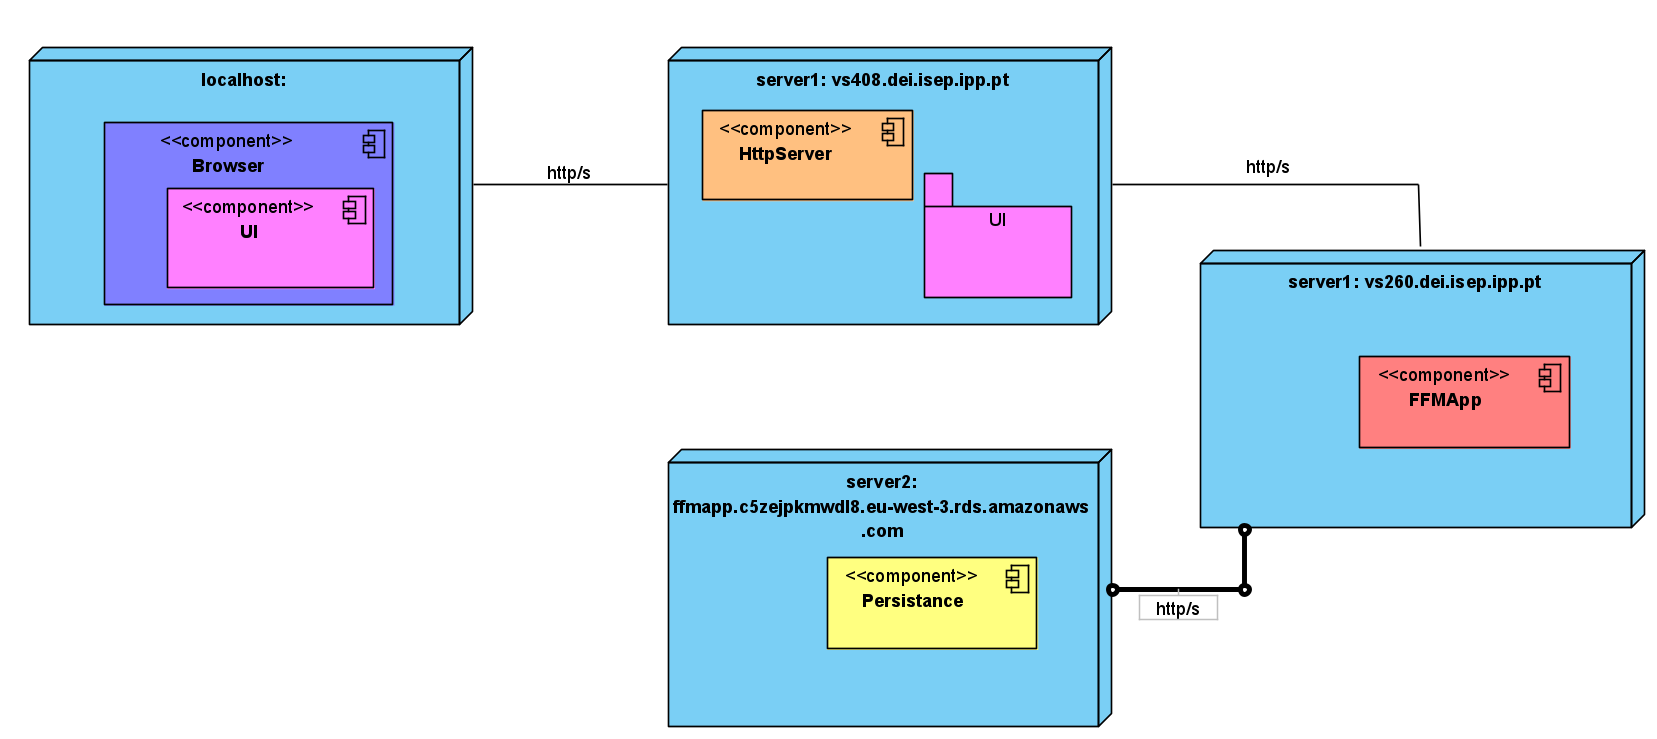 localhost:
<<component>>
Browser
<<component>>
UI
http/s
server1: vs408.dei.isep.ipp.pt
<<component>>
HttpServer
UI
http/s
server1: vs260.dei.isep.ipp.pt
<<component>>
FFMApp
server2:
ffmapp.c5zejpkmwdl8.eu-west-3.rds.amazonaws
.com
<<component>>
Persistance
http/s